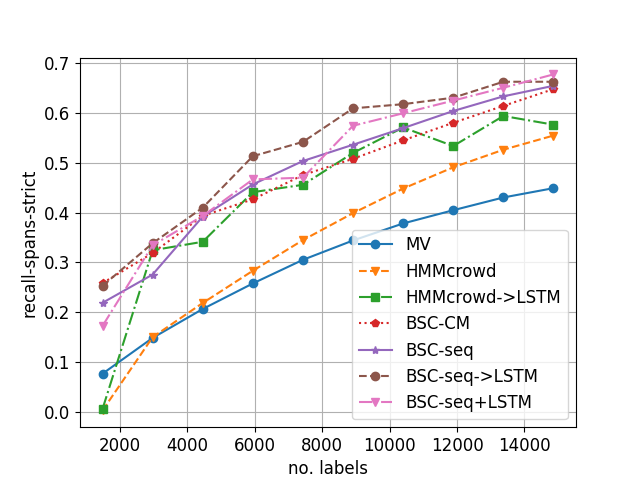 0.7
0.6
0.5
0.4
0.3
0.2
0.1
0.0
recall-spans-strict
MV
HMMcrowd
HMMcrowd->LSTM
BSC-CM
BSC-seq
BSC-seq->LSTM
BSC-seq+LSTM
2000 4000 6000 8000 10000 12000 14000
no. labels